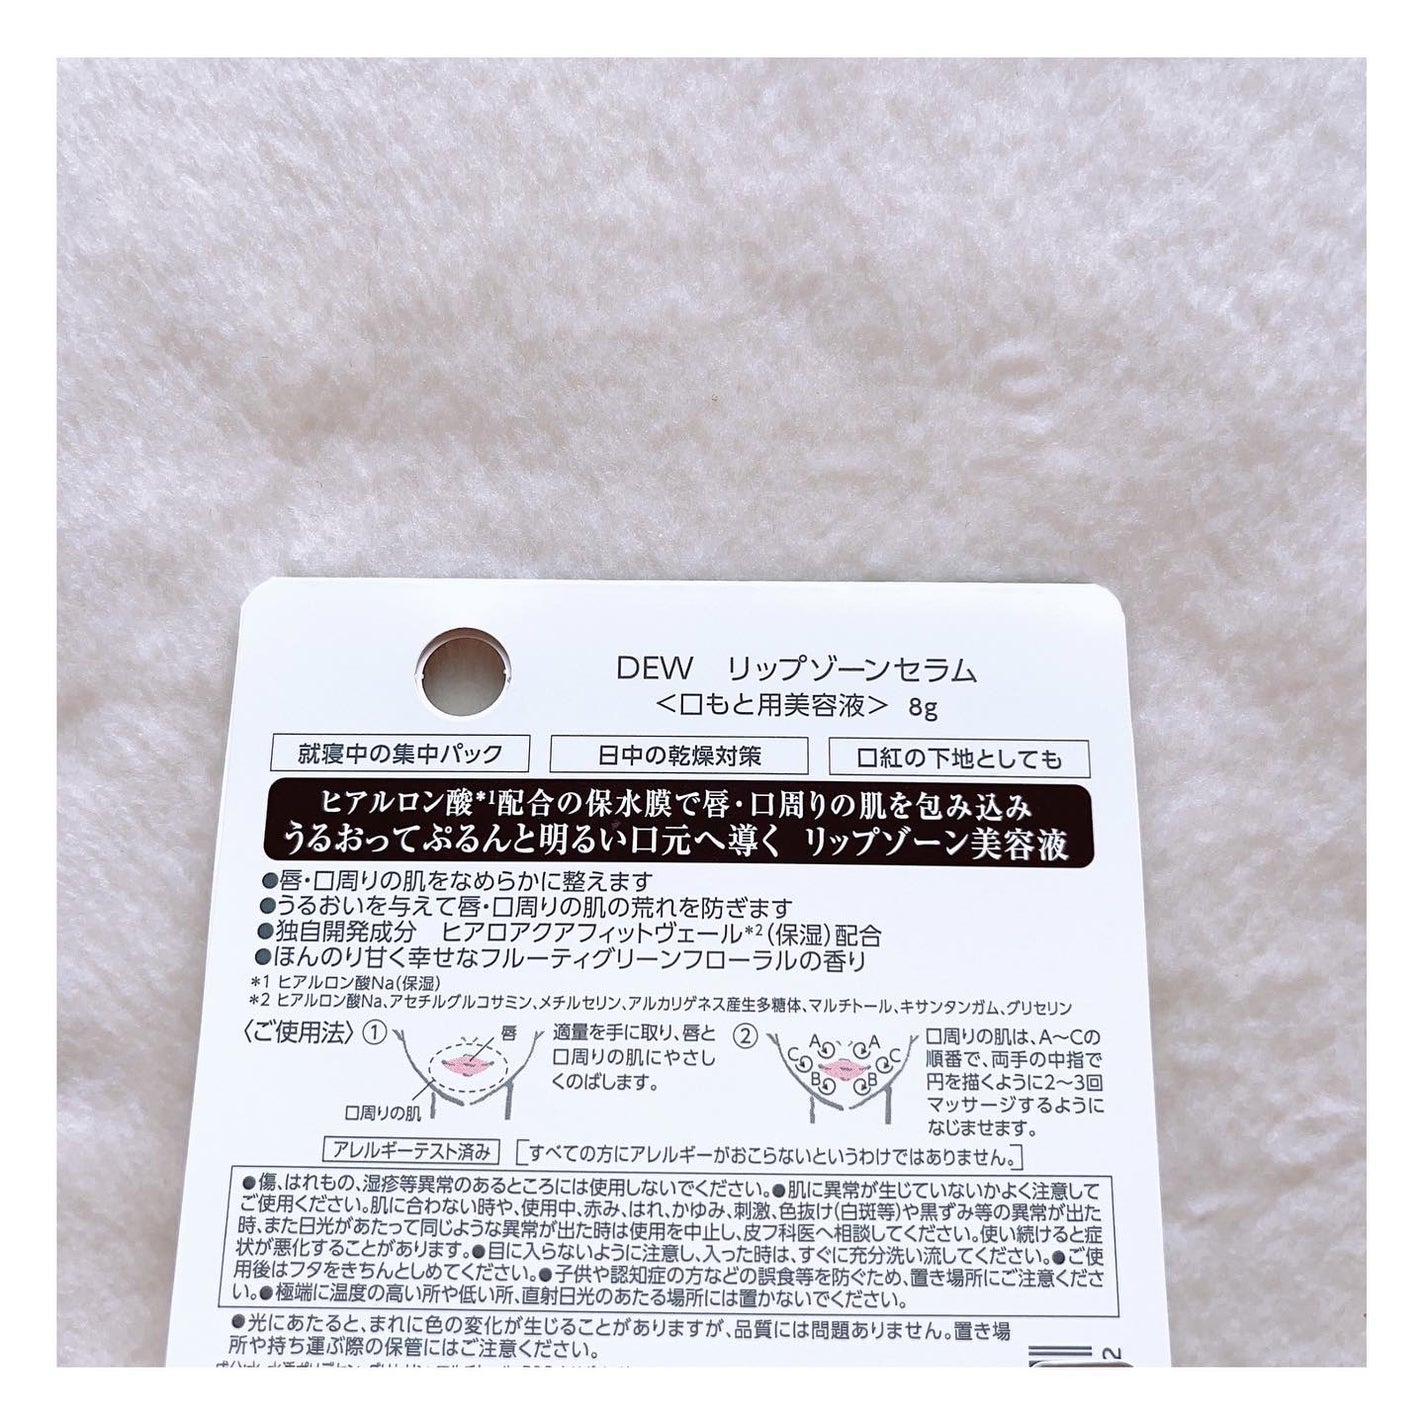 DEW リップゾーンセラム
＜口もと用美容液＞ 8g
就寝中の集中パック
日中の乾燥対策
口紅の下地としても
ヒアルロン酸*1配合の保水膜で唇・口周りの肌を包み込み
うるおってぷるんと明るい口元へ導く リップゾーン美容液
●唇・口周りの肌をなめらかに整えます
●うるおいを与えて唇・口周りの肌の荒れを防ぎます
●独自開発成分 ヒアロアクアフィットヴェール*2(保湿)配合
●ほんのり甘く幸せなフルーティグリーンフローラルの香り
*1 ヒアルロン酸Na(保湿)
*2 ヒアルロン酸Na、アセチルグルコサミン、メチルセリン、アルカリゲネス産生多糖体、マルチトール、キサンタンガム、グリセリン
〈ご使用法〉①
唇
口周りの肌
適量を手に取り、唇と
口周りの肌にやさし
くのばします。
②
A A
C C
B B
口周りの肌は、A〜Cの
順番で、両手の中指で
円を描くように2〜3回
マッサージするように
なじませます。
アレルギーテスト済み
[すべての方にアレルギーがおこらないというわけではありません。]
●傷、はれもの、湿疹等異常のあるところには使用しないでください。●肌に異常が生じていないかよく注意して
ご使用ください。肌に合わない時や、使用中、赤み、はれ、かゆみ、刺激、色抜け(白斑等)や黒ずみ等の異常が出た
時、また日光があたって同じような異常が出た時は使用を中止し、皮フ科医へ相談してください。使い続けると症
状が悪化することがあります。●目に入らないように注意し、入った時は、すぐに充分洗い流してください。●ご使
用後はフタをきちんとしめてください。●子供や認知症の方などの誤食等を防ぐため、置き場所にご注意くださ
い。●極端に温度の高い所や低い所、直射日光のあたる場所には置かないでください。
●光にあたると、まれに色の変化が生じることがありますが、品質には問題ありません。置き場
所や持ち運ぶ際の保管にはご注意ください。
2